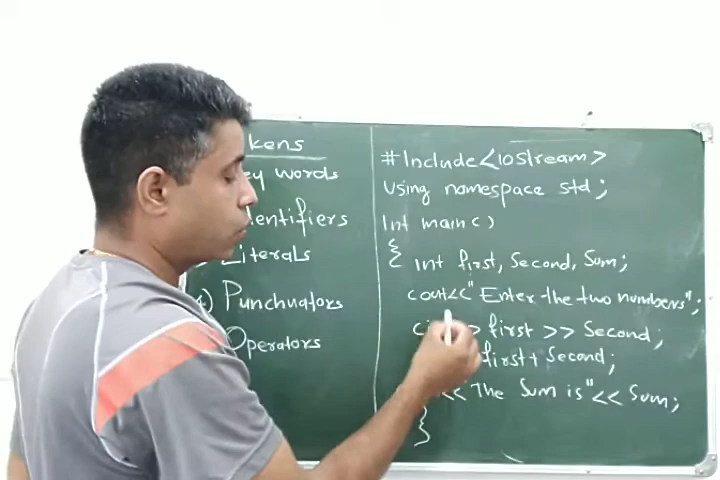 kens
ey words
dentifiers
Literals
4) Punchuators
Operators
#Include<IOStream>
Using namespace std;
Int main()
{ Int first, Second, Sum;
cout<<"Enter the two numbers";
ci > first >> Second;
first + Second;
<< The Sum is"<< Sum;
}